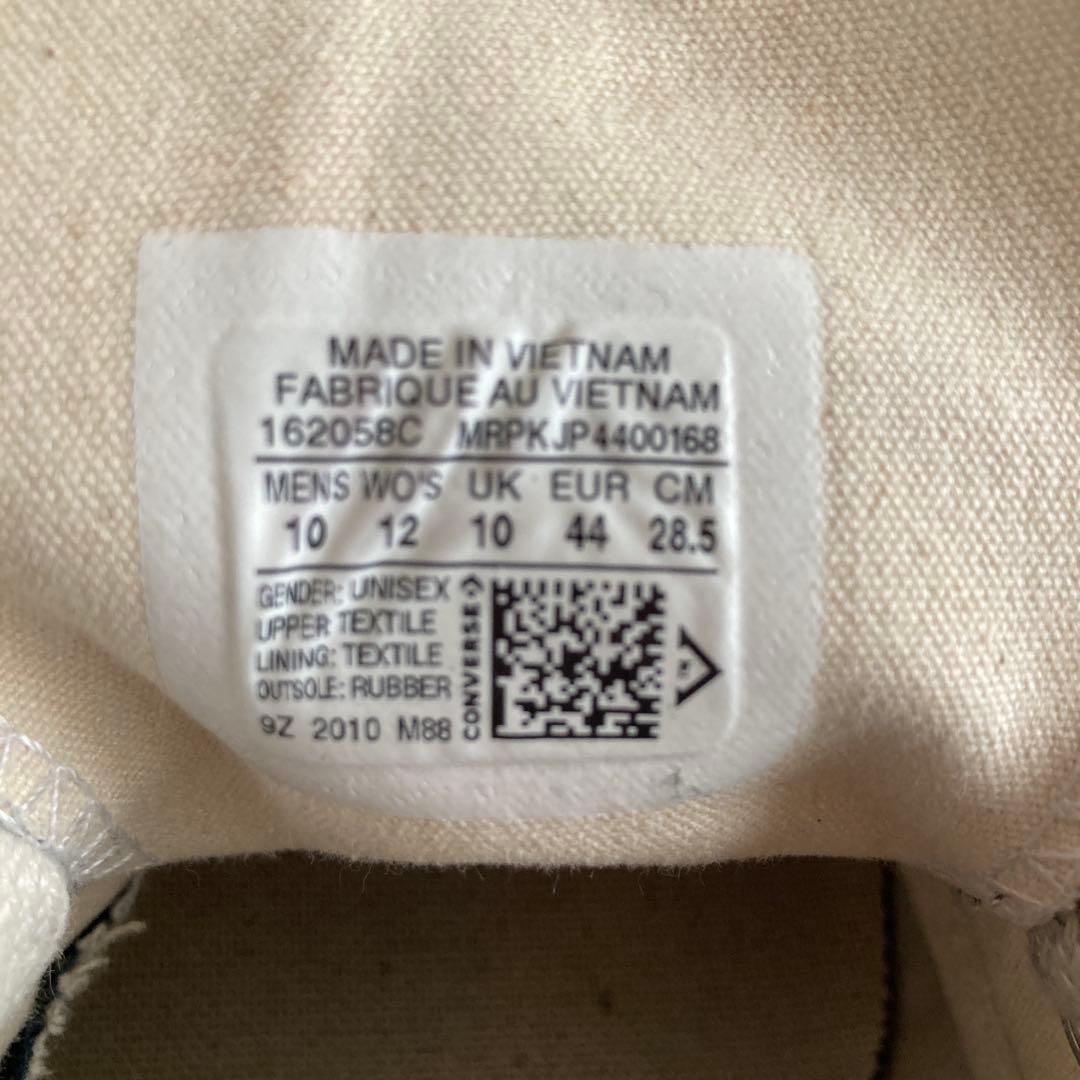 MADE IN VIETNAM
FABRIQUE AU VIETNAM
162058C MRPKJP4400168
MENS WO'S UK EUR CM
10 12 10 44 28.5
GENDER: UNISEX
UPPER TEXTILE
LINING: TEXTILE
OUTSOLE: RUBBER
9Z 2010 M88
CONVERSE